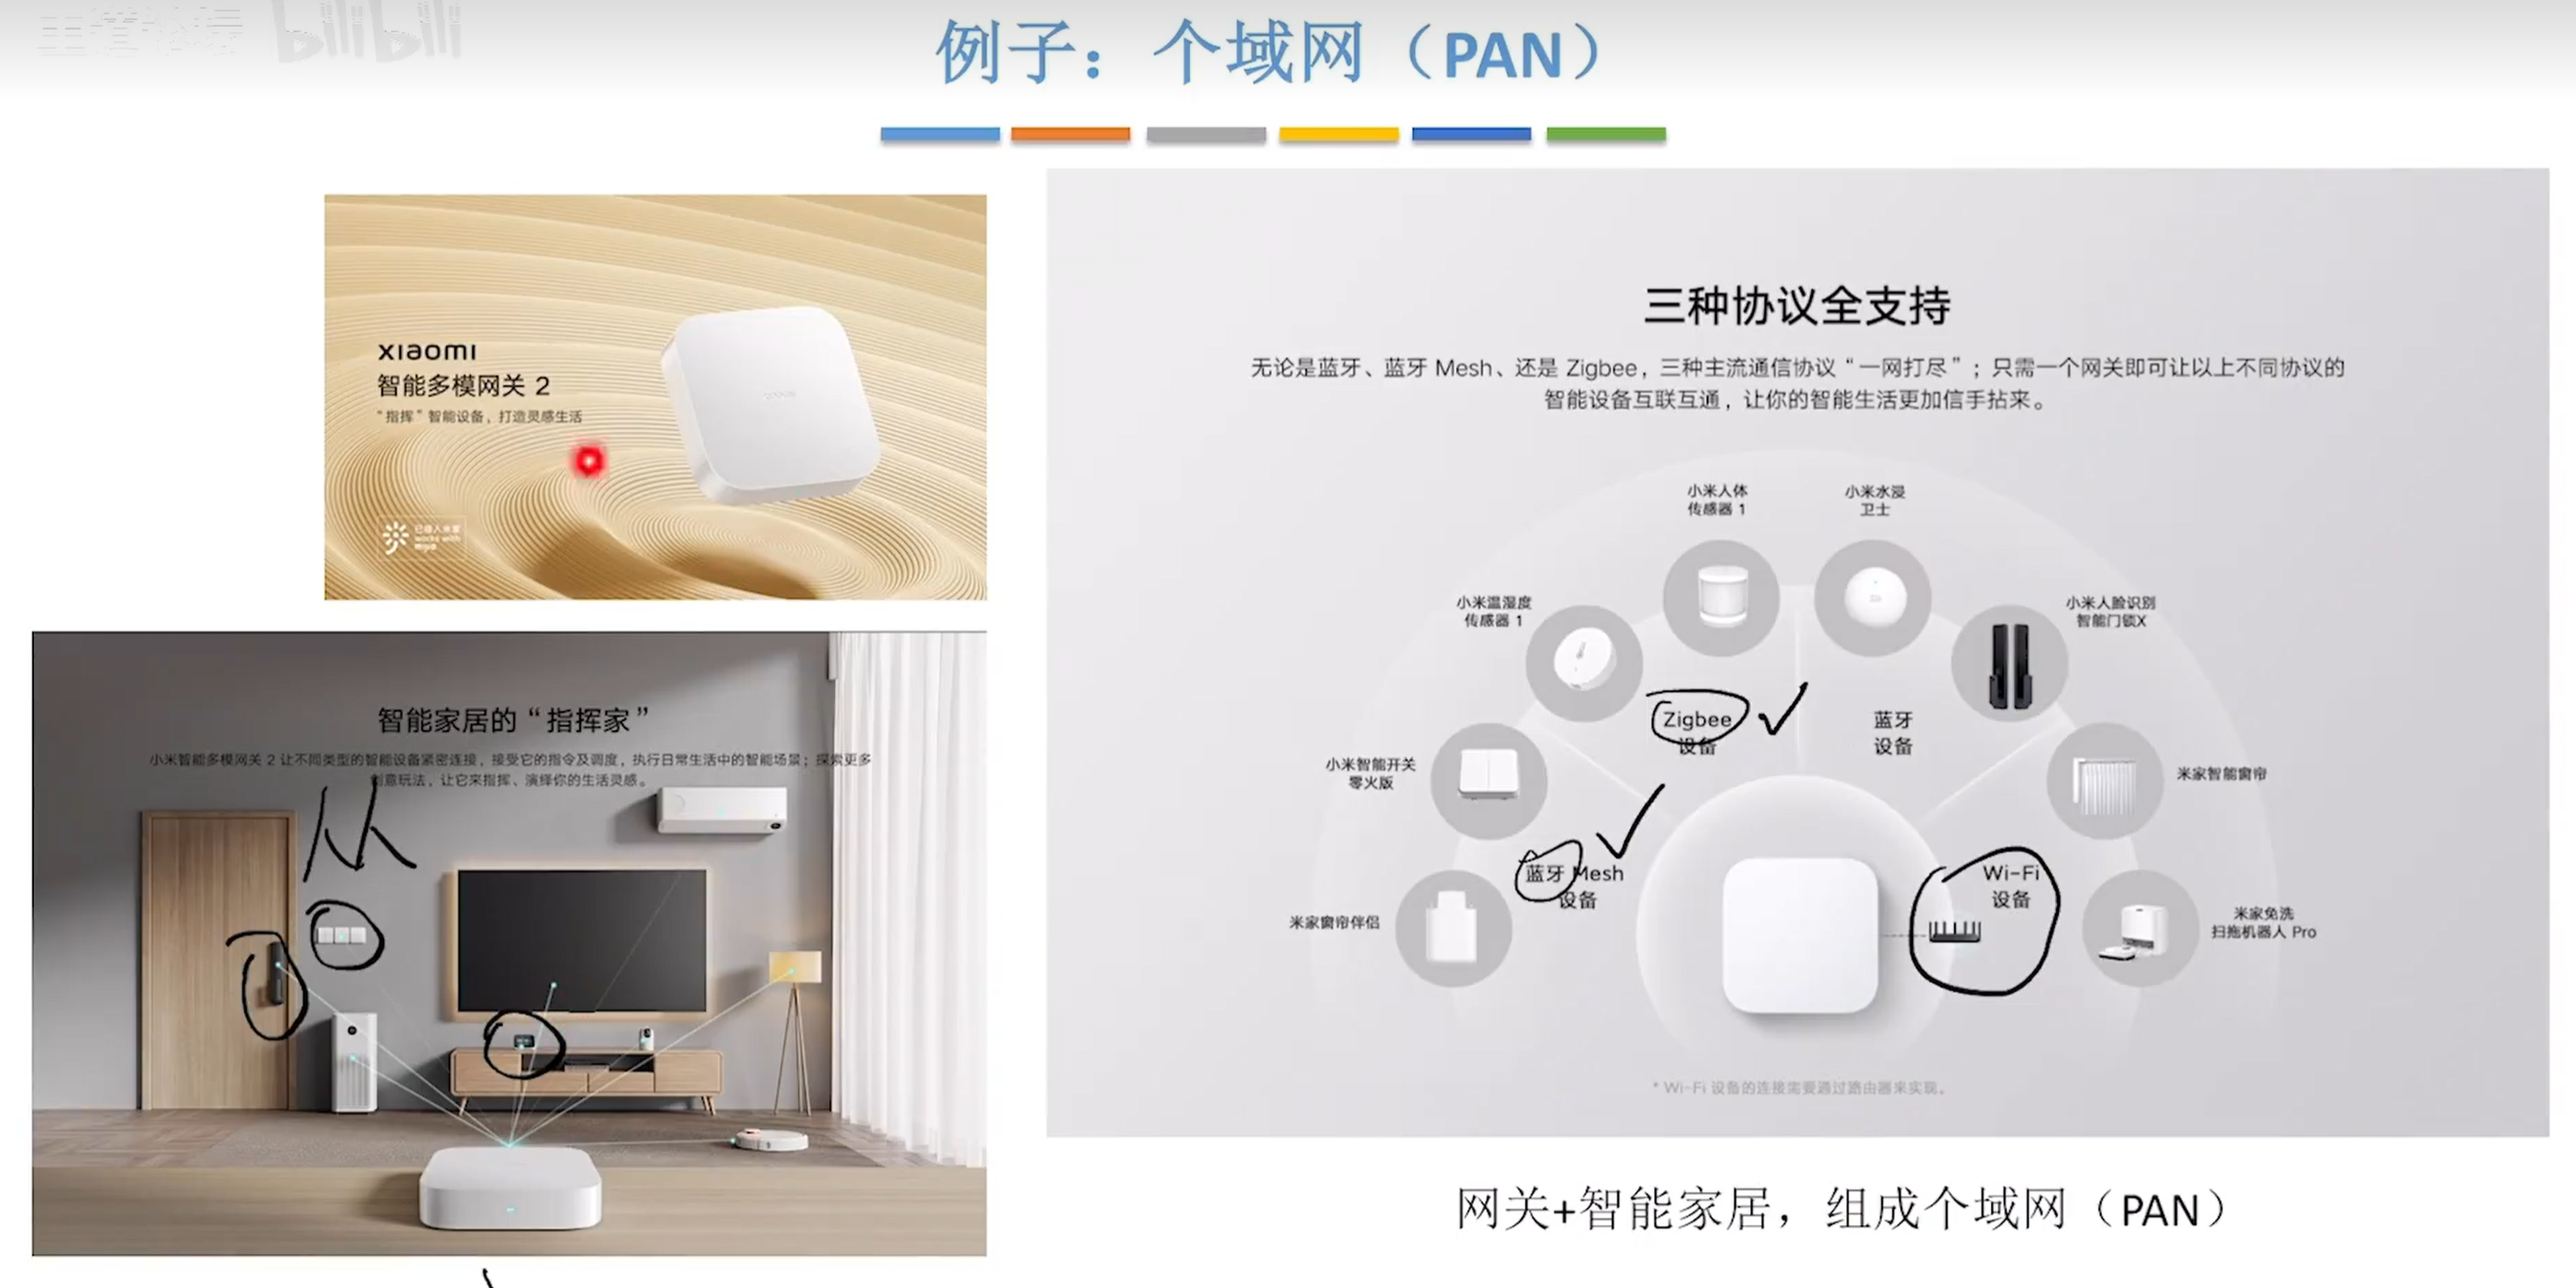 bilibili
例子：个域网（PAN）
xiaomi
智能多模网关 2
“指挥”智能设备，打造灵感生活
已接入米家
works with
mijia
智能家居的“指挥家”
小米智能多模网关 2 让不同类型的智能设备紧密连接，接受它的指令及调度，执行日常生活中的智能场景；探索更多
创意玩法，让它来指挥、演绎你的生活灵感。
从
三种协议全支持
无论是蓝牙、蓝牙 Mesh、还是 Zigbee，三种主流通信协议“一网打尽”；只需一个网关即可让以上不同协议的
智能设备互联互通，让你的智能生活更加信手拈来。
小米人体
传感器 1
小米水浸
卫士
小米温湿度
传感器 1
小米人脸识别
智能门锁X
Zigbee
设备
蓝牙
设备
小米智能开关
零火版
米家智能窗帘
蓝牙 Mesh
设备
Wi-Fi
设备
米家窗帘伴侣
米家免洗
扫拖机器人 Pro
* Wi-Fi 设备的连接需要通过路由器来实现。
网关+智能家居，组成个域网（PAN）